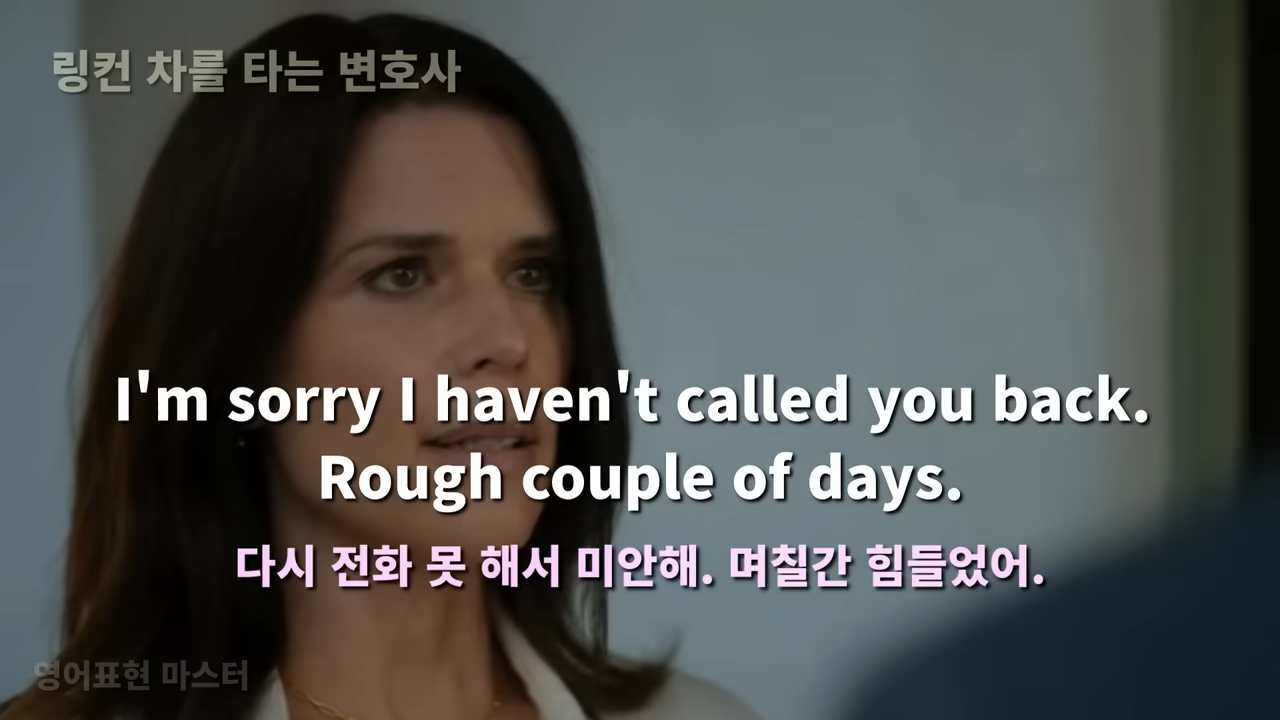 링컨 차를 타는 변호사
I'm sorry I haven't called you back.
Rough couple of days.
다시 전화 못 해서 미안해. 며칠간 힘들었어.
영어표현 마스터